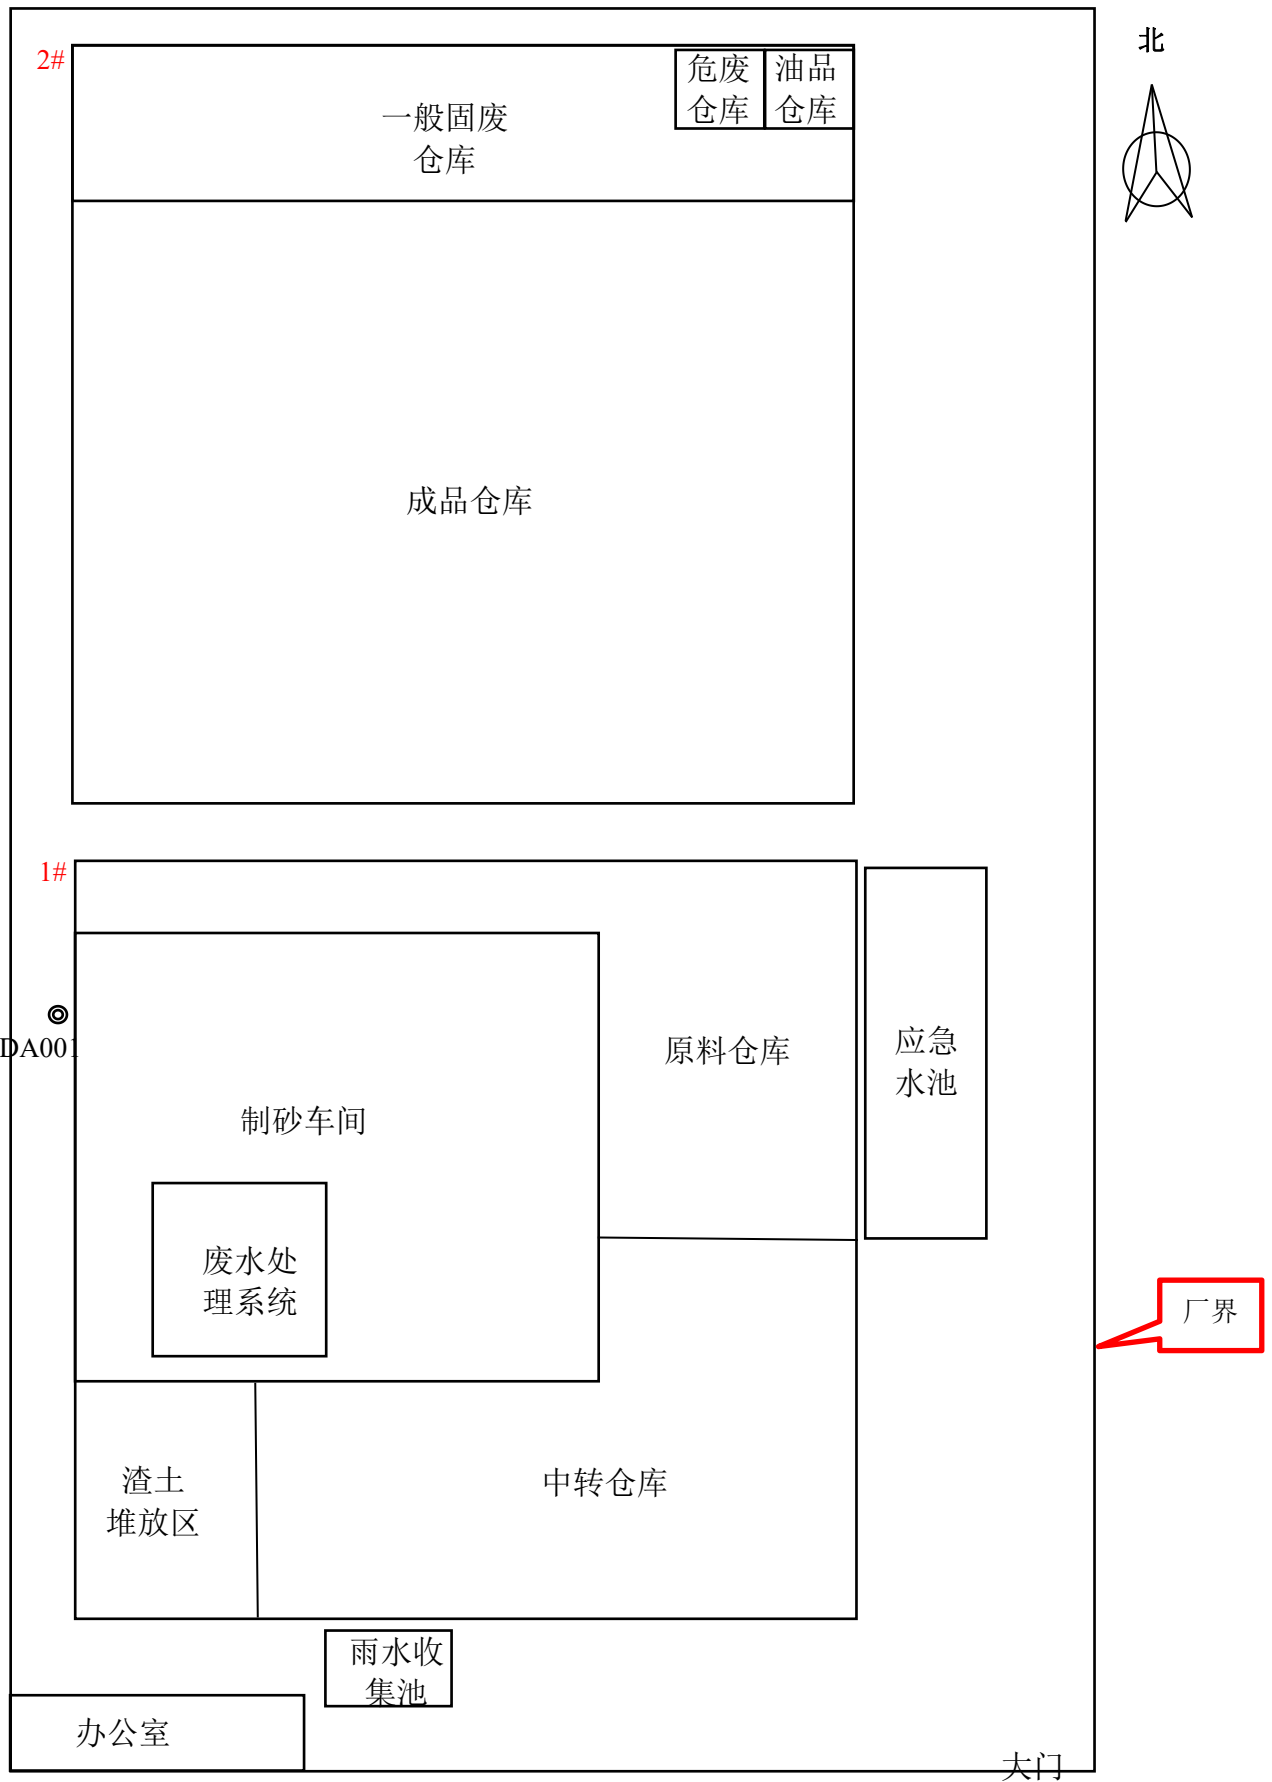 北
2#
危废
仓库
油品
仓库
一般固废
仓库
成品仓库
1#
DA001
原料仓库
应急
水池
制砂车间
废水处
理系统
厂界
渣土
堆放区
中转仓库
雨水收
集池
办公室
大门